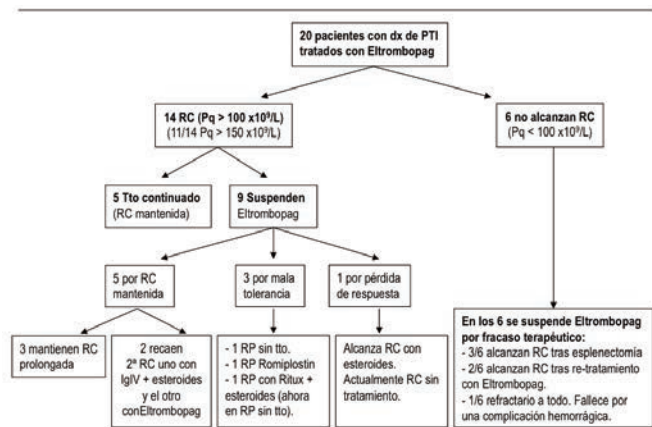 20 pacientes con dx de PTI
tratados con Eltrombopag
14 RC (Pq > 100 x10⁹/L)
(11/14 Pq > 150 x10⁹/L)
6 no alcanzan RC
(Pq < 100 x10⁹/L)
5 Tto continuado
(RC mantenida)
9 Suspenden
Eltrombopag
5 por RC
mantenida
3 por mala
tolerancia
1 por pérdida
de respuesta
3 mantienen RC
prolongada
2 recaen
2ª RC uno con
IgIV + esteroides
y el otro
conEltrombopag
- 1 RP sin tto.
- 1 RP Romiplostin
- 1 RP con Ritux +
esteroides (ahora
en RP sin tto).
Alcanza RC con
esteroides.
Actualmente RC sin
tratamiento.
En los 6 se suspende Eltrombopag
por fracaso terapéutico:
- 3/6 alcanzan RC tras esplenectomía
- 2/6 alcanzan RC tras re-tratamiento
con Eltrombopag.
- 1/6 refractario a todo. Fallece por
una complicación hemorrágica.